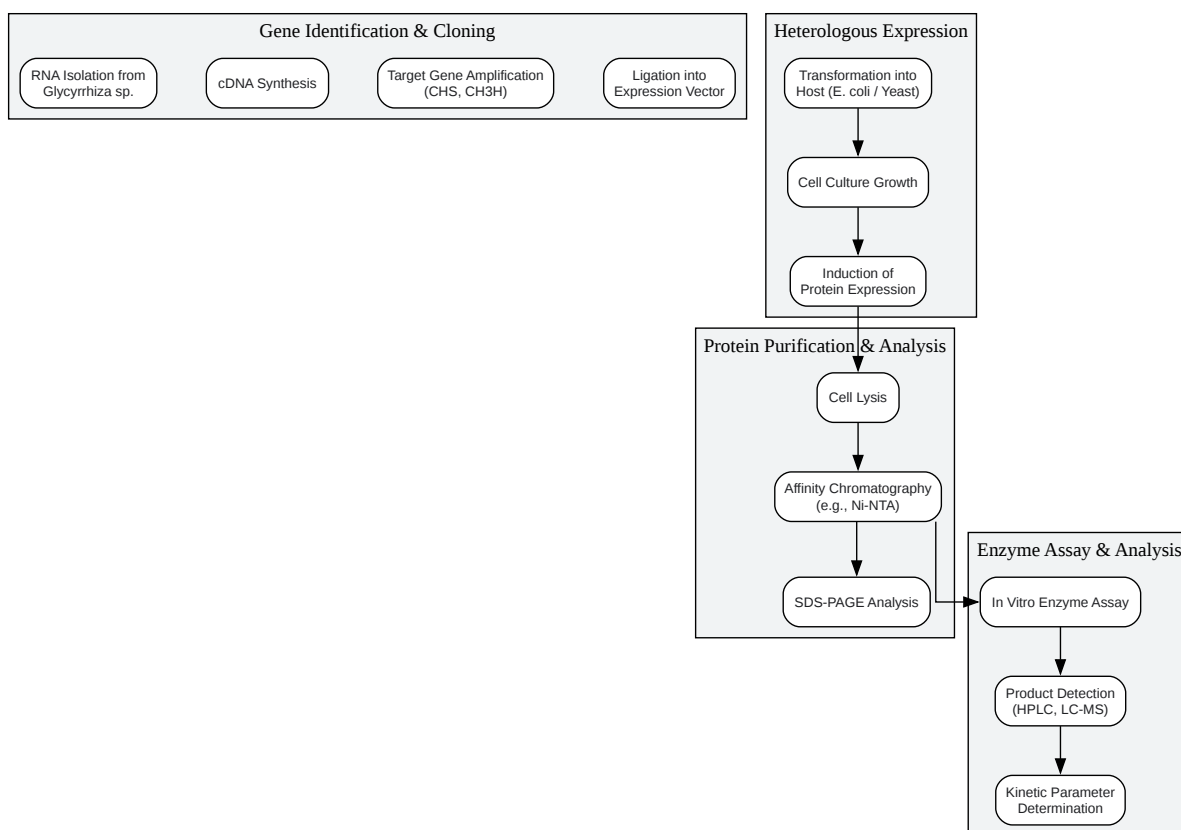 Gene Identification & Cloning
RNA Isolation from
Glycyrrhiza sp.
cDNA Synthesis
Target Gene Amplification
(CHS, CH3H)
Ligation into
Expression Vector
Heterologous Expression
Transformation into
Host (E. coli / Yeast)
Cell Culture Growth
Induction of
Protein Expression
Protein Purification & Analysis
Cell Lysis
Affinity Chromatography
(e.g., Ni-NTA)
SDS-PAGE Analysis
Enzyme Assay & Analysis
In Vitro Enzyme Assay
Product Detection
(HPLC, LC-MS)
Kinetic Parameter
Determination